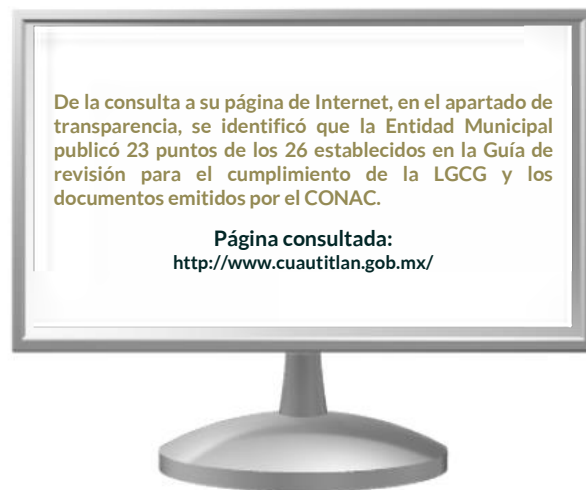 De la consulta a su página de Internet, en el apartado de
transparencia, se identificó que la Entidad Municipal
publicó 23 puntos de los 26 establecidos en la Guía de
revisión para el cumplimiento de la LGCG y los
documentos emitidos por el CONAC.
Página consultada:
http://www.cuautitlan.gob.mx/